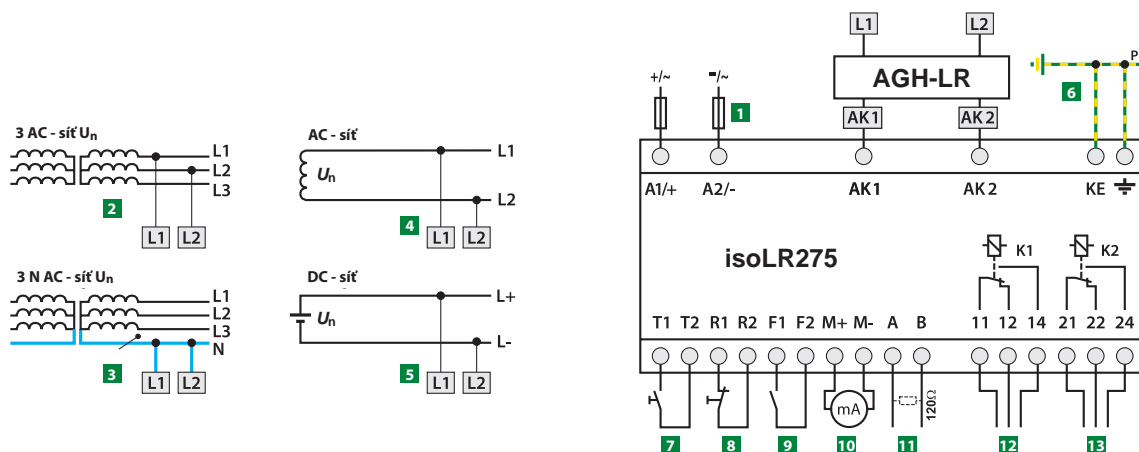 3 AC - síť Un
L1
L2
L3
2
L1 L2
AC - síť
Un
L1
L2
4
L1 L2
3 N AC - síť Un
L1
L2
L3
N
3
L1 L2
DC - síť
Un
L+
L-
5
L1 L2
L1 L2
AGH-LR
+/~ -/~
1
AK1 AK2
6
P
A1/+ A2/- AK1 AK2 KE
isoLR275
K1 K2
T1 T2 R1 R2 F1 F2 M+ M- A B 11 12 14 21 22 24
mA
120Ω
7 8 9 10 11 12 13